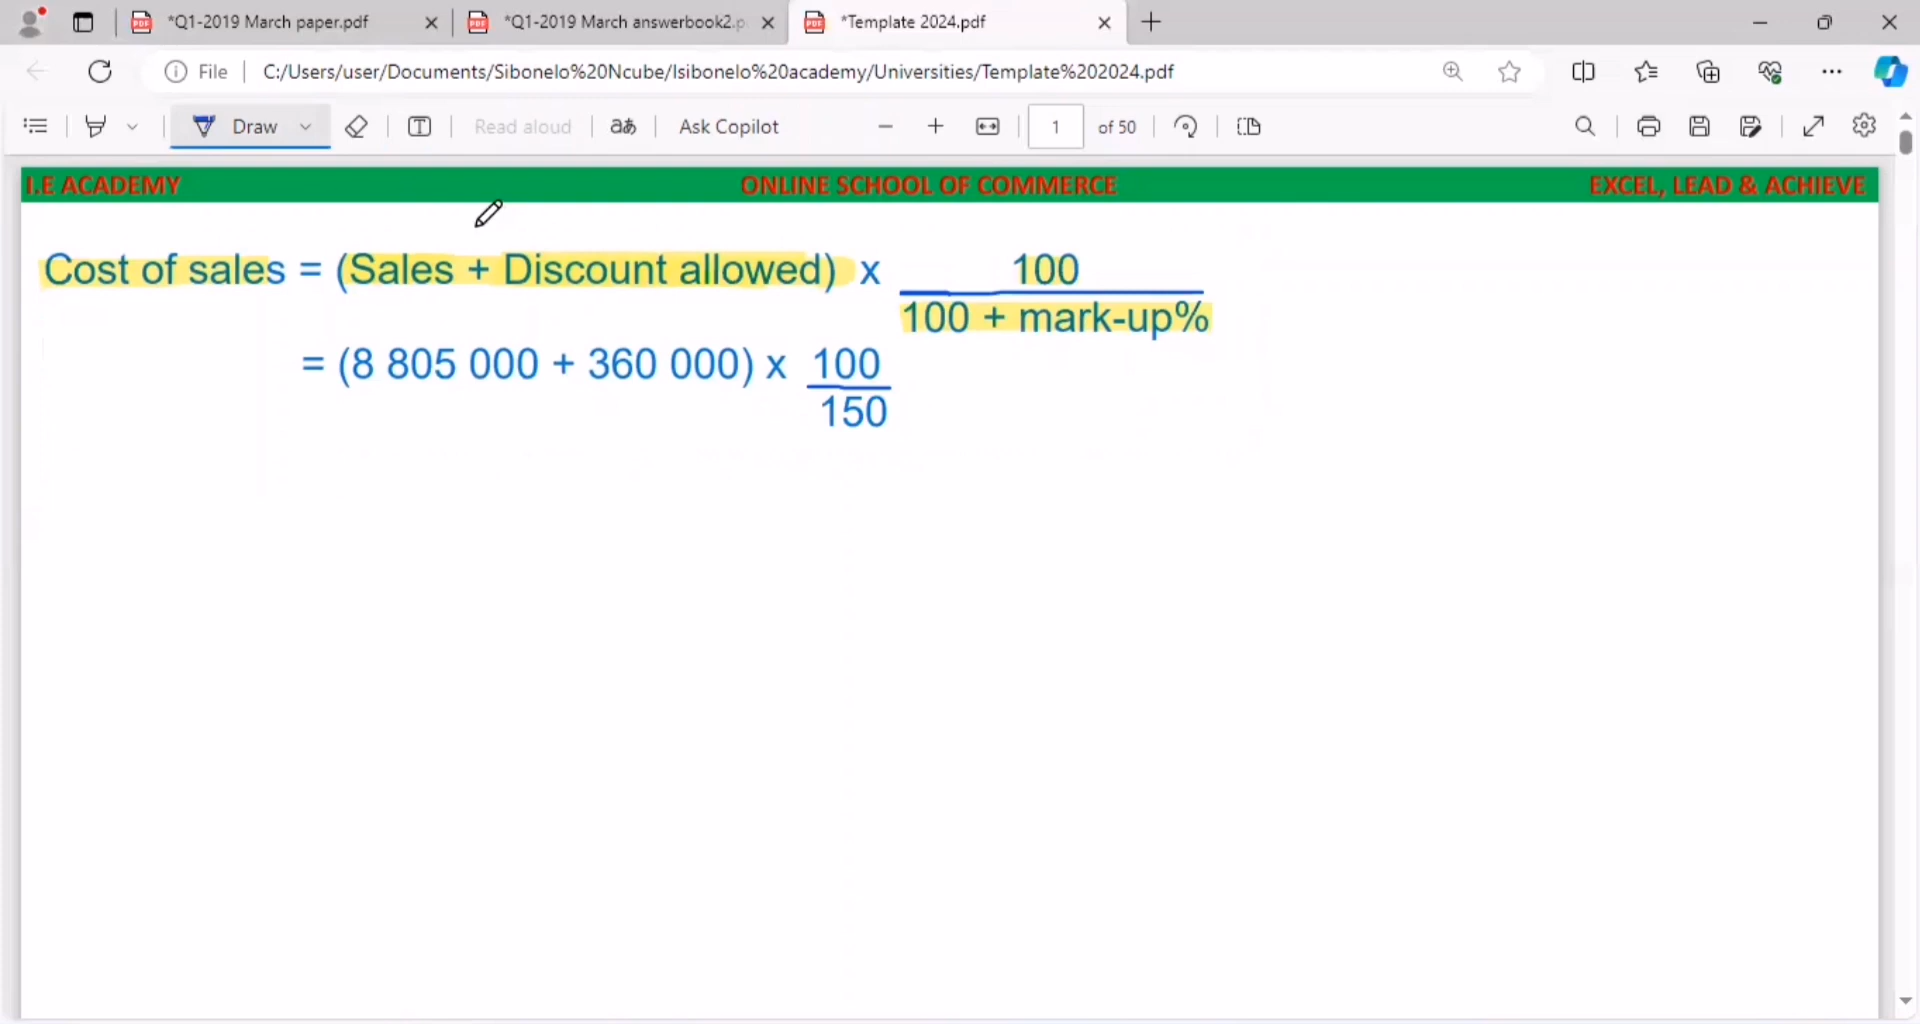 *Q1-2019 March paper.pdf
*Q1-2019 March answerbook2.p
*Template 2024.pdf
File
C:/Users/user/Documents/Sibonelo%20Ncube/Isibonelo%20academy/Universities/Template%202024.pdf
Draw
Read aloud
aあ
Ask Copilot
1 of 50
I.E ACADEMY ONLINE SCHOOL OF COMMERCE EXCEL, LEAD & ACHIEVE
Cost of sales = (Sales + Discount allowed) x 100
100 + mark-up%
= (8 805 000 + 360 000) x 100
150